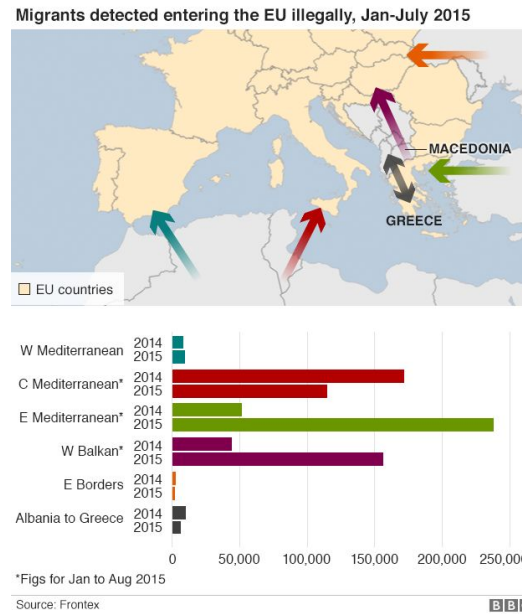 Migrants detected entering the EU illegally, Jan-July 2015
MACEDONIA
GREECE
EU countries
W Mediterranean 2014
2015
C Mediterranean* 2014
2015
E Mediterranean* 2014
2015
W Balkan* 2014
2015
E Borders 2014
2015
Albania to Greece 2014
2015
0 50,000 100,000 150,000 200,000
*Figs for Jan to Aug 2015
Source: Frontex